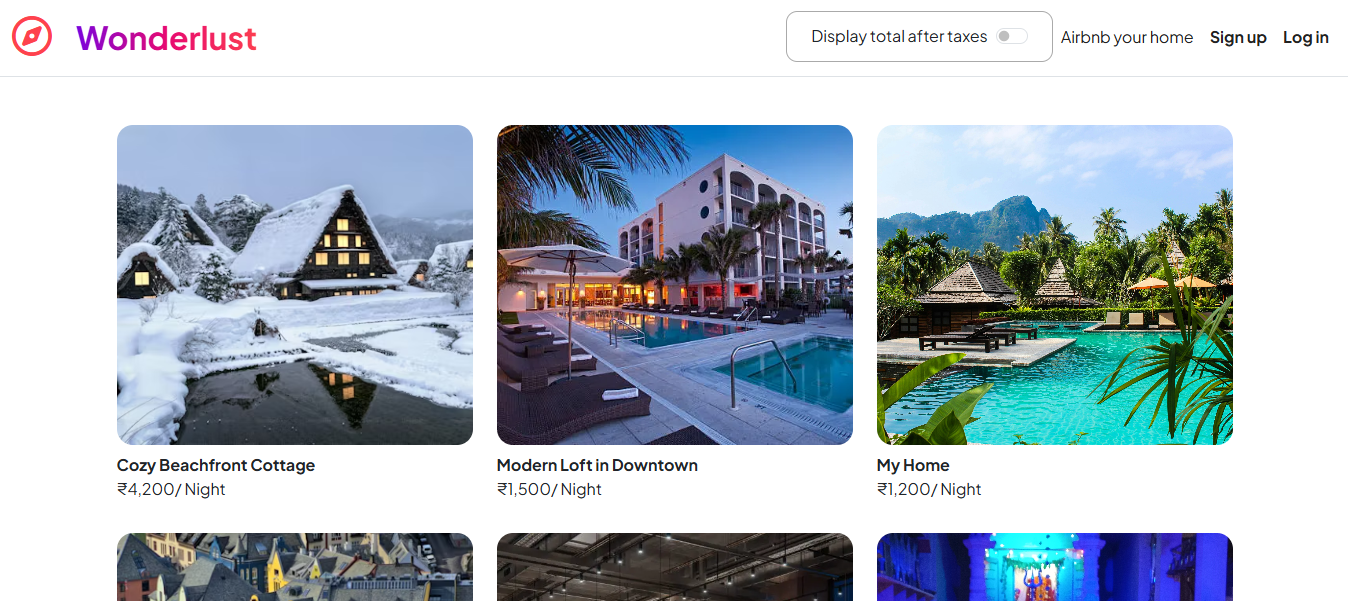 Wonderlust
Display total after taxes
Airbnb your home
Sign up
Log in
Cozy Beachfront Cottage
₹4,200/ Night
Modern Loft in Downtown
₹1,500/ Night
My Home
₹1,200/ Night